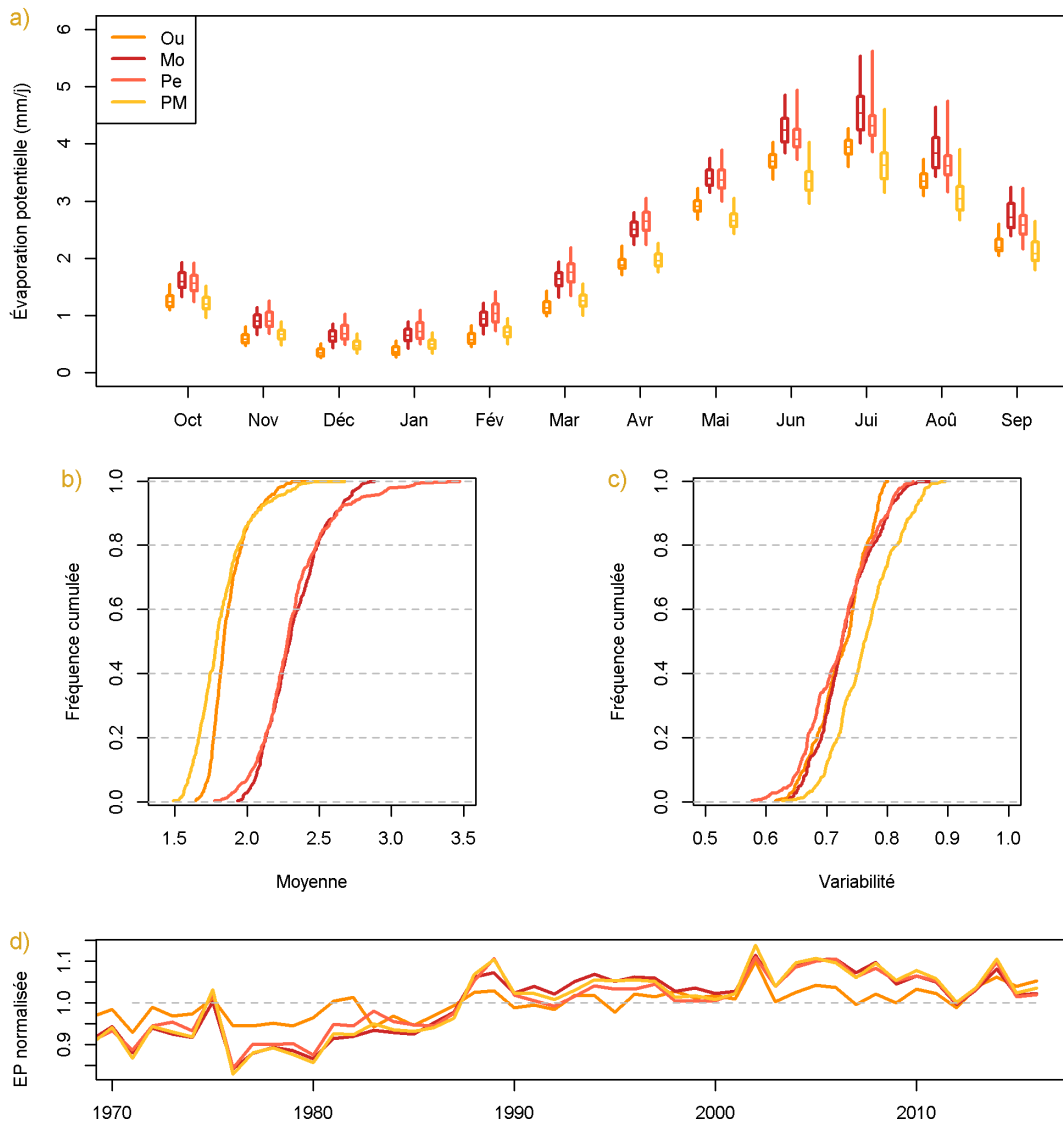 a)
Évaporation potentielle (mm/j)
6
5
4
3
2
1
0
Ou
Mo
Pe
PM
Oct Nov Déc Jan Fév Mar Avr Mai Jun Jui Aoû Sep
b)
Fréquence cumulée
1.0
0.8
0.6
0.4
0.2
0.0
1.5 2.0 2.5 3.0 3.5
Moyenne
c)
Fréquence cumulée
1.0
0.8
0.6
0.4
0.2
0.0
0.5 0.6 0.7 0.8 0.9 1.0
Variabilité
d)
EP normalisée
1.1
1.0
0.9
1970 1980 1990 2000 2010